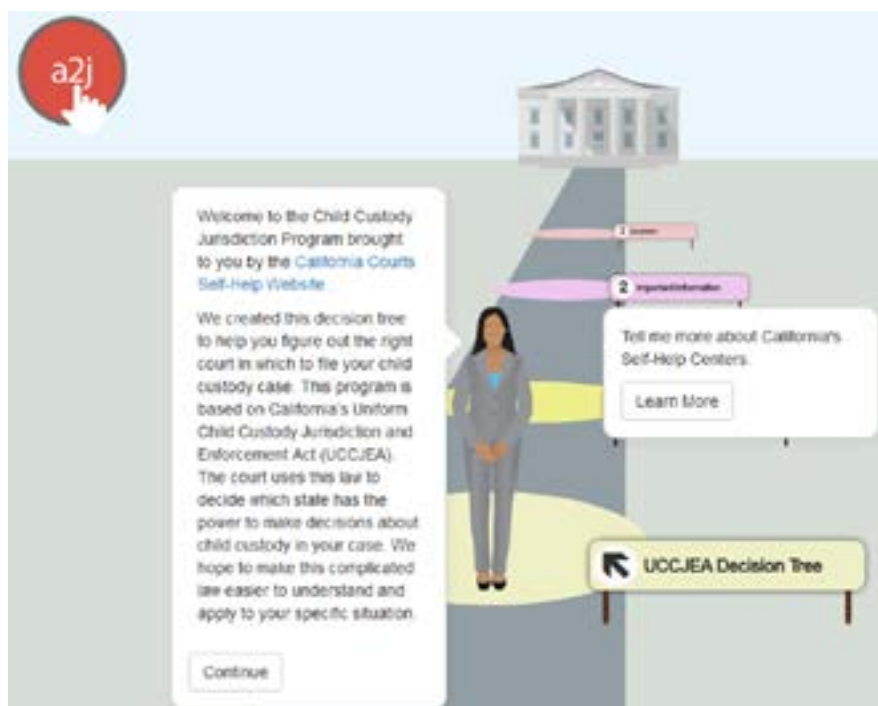 a2j
Welcome to the Child Custody
Jurisdiction Program brought
to you by the California Courts
Self-Help Website
We created this decision tree
to help you figure out the right
court in which to file your child
custody case. This program is
based on California's Uniform
Child Custody Jurisdiction and
Enforcement Act (UCCJEA).
The court uses this law to
decide which state has the
power to make decisions about
child custody in your case. We
hope to make this complicated
law easier to understand and
apply to your specific situation.
Continue
1
2 Important Information
Tell me more about California's
Self-Help Centers.
Learn More
UCCJEA Decision Tree